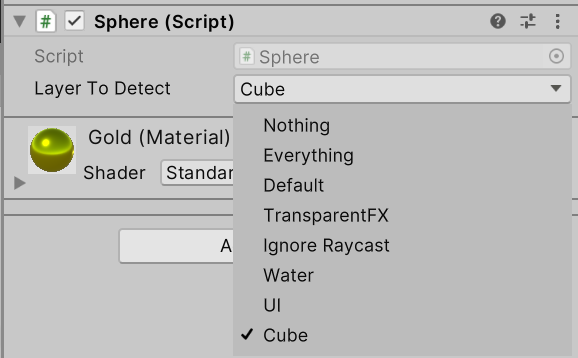 Sphere (Script)
Script
Sphere
Layer To Detect
Cube
Nothing
Everything
Default
TransparentFX
Ignore Raycast
Water
UI
Cube
Gold (Material)
Shader
Standar
A